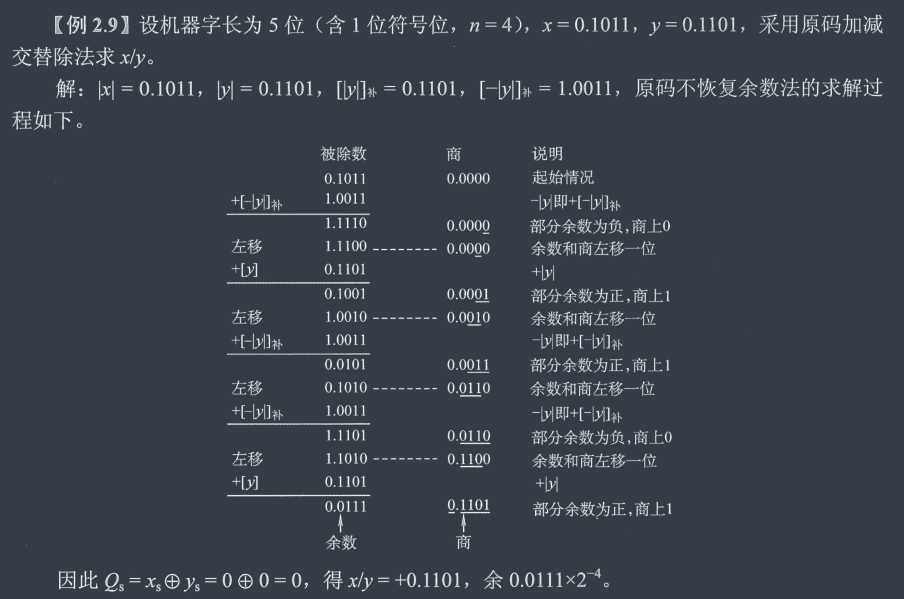 【例 2.9】设机器字长为 5 位（含 1 位符号位，n = 4），x = 0.1011，y = 0.1101，采用原码加减
交替除法求 x/y。
解：|x| = 0.1011，|y| = 0.1101，[|y|]补 = 0.1101，[−|y|]补 = 1.0011，原码不恢复余数法的求解过
程如下。
被除数 商 说明
0.1011 0.0000 起始情况
+[−|y|]补 1.0011 −|y|即+[−|y|]补
1.1110 0.0000 部分余数为负，商上0
左移 1.1100 -------- 0.0000 余数和商左移一位
+[y] 0.1101 +|y|
0.1001 0.0001 部分余数为正，商上1
左移 1.0010 -------- 0.0010 余数和商左移一位
+[−|y|]补 1.0011 −|y|即+[−|y|]补
0.0101 0.0011 部分余数为正，商上1
左移 0.1010 -------- 0.0110 余数和商左移一位
+[−|y|]补 1.0011 −|y|即+[−|y|]补
1.1101 0.0110 部分余数为负，商上0
左移 1.1010 -------- 0.1100 余数和商左移一位
+[y] 0.1101 +|y|
0.0111 0.1101 部分余数为正，商上1
余数 商
因此 Qs = xs⊕ys = 0⊕0 = 0，得 x/y = +0.1101，余 0.0111×2⁻⁴。